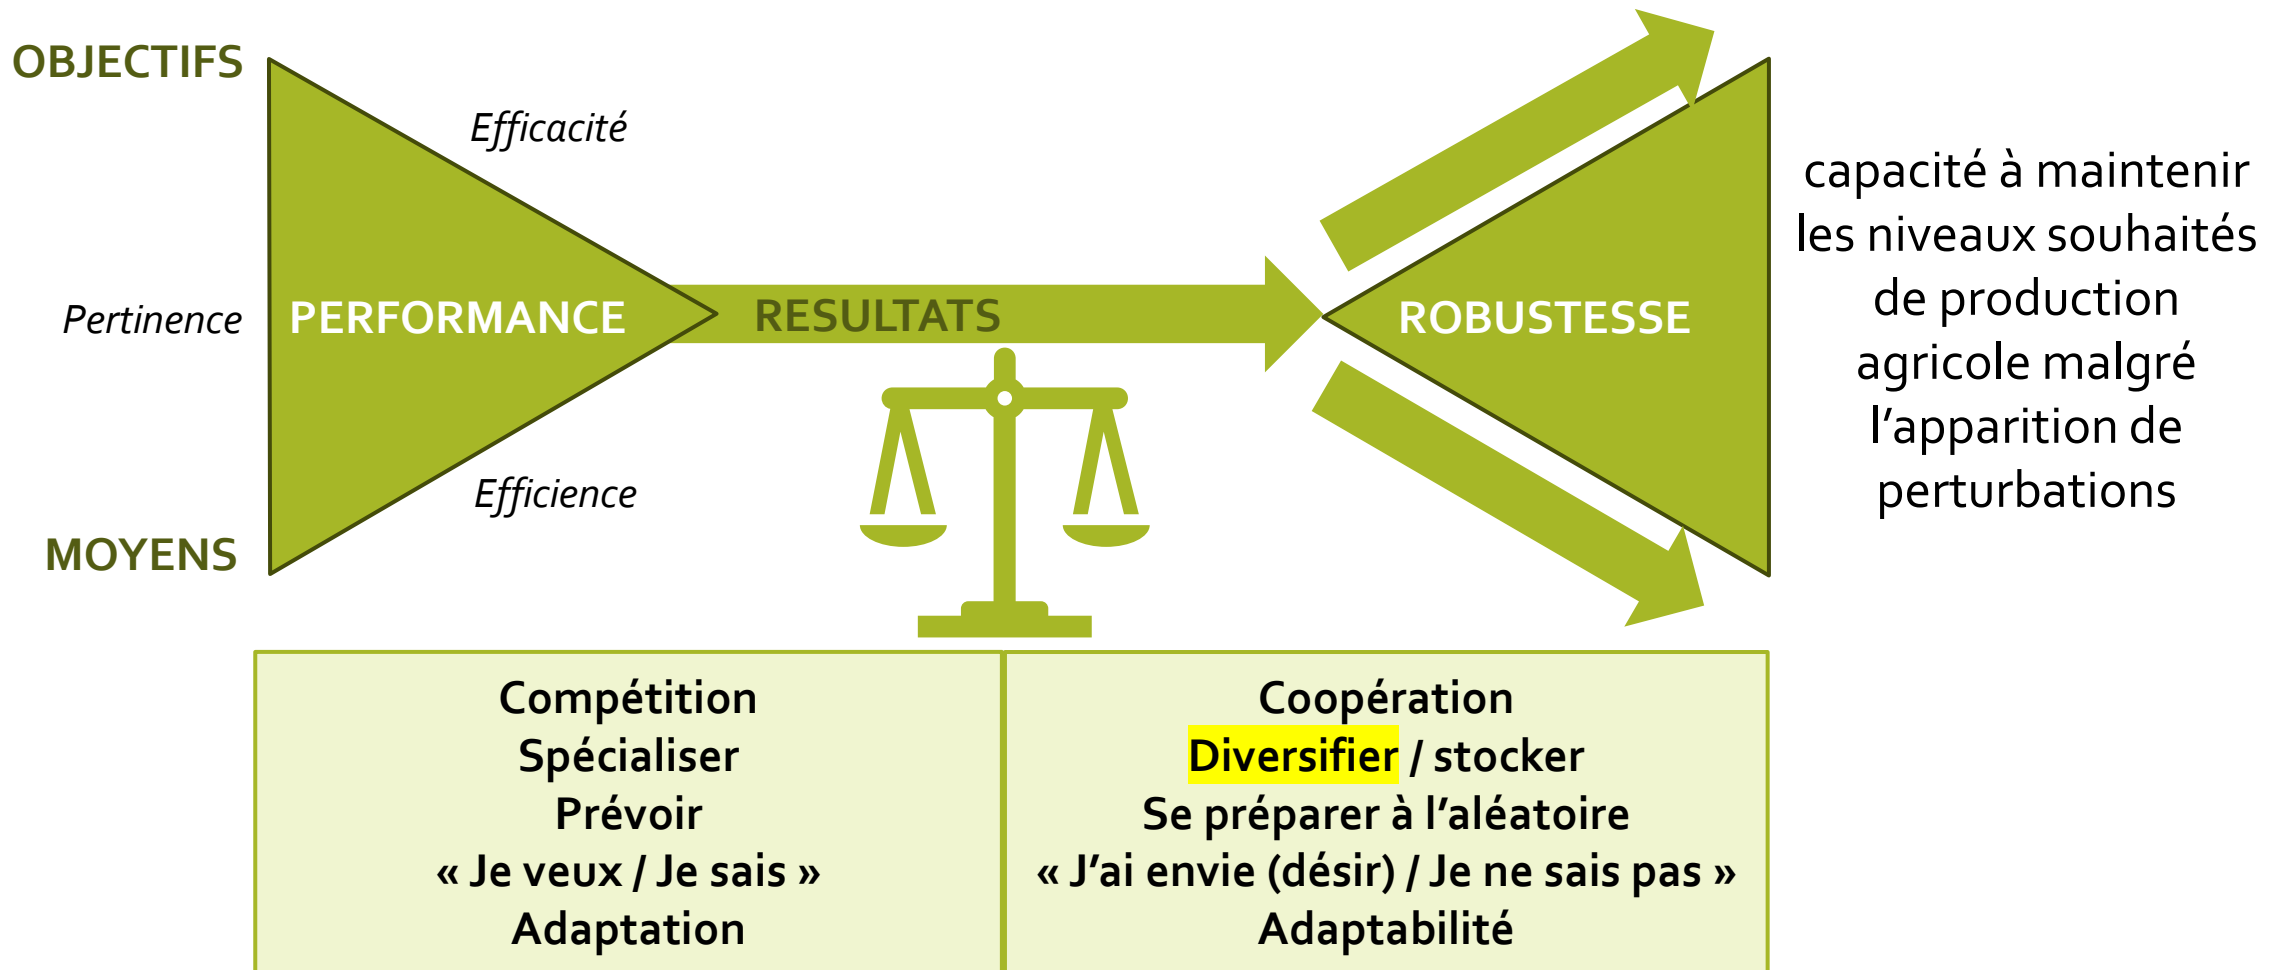 OBJECTIFS
Efficacité
Pertinence
PERFORMANCE
RESULTATS
ROBUSTESSE
Efficience
MOYENS
capacité à maintenir
les niveaux souhaités
de production
agricole malgré
l’apparition de
perturbations
Compétition
Spécialiser
Prévoir
« Je veux / Je sais »
Adaptation
Coopération
Diversifier / stocker
Se préparer à l’aléatoire
« J’ai envie (désir) / Je ne sais pas »
Adaptabilité